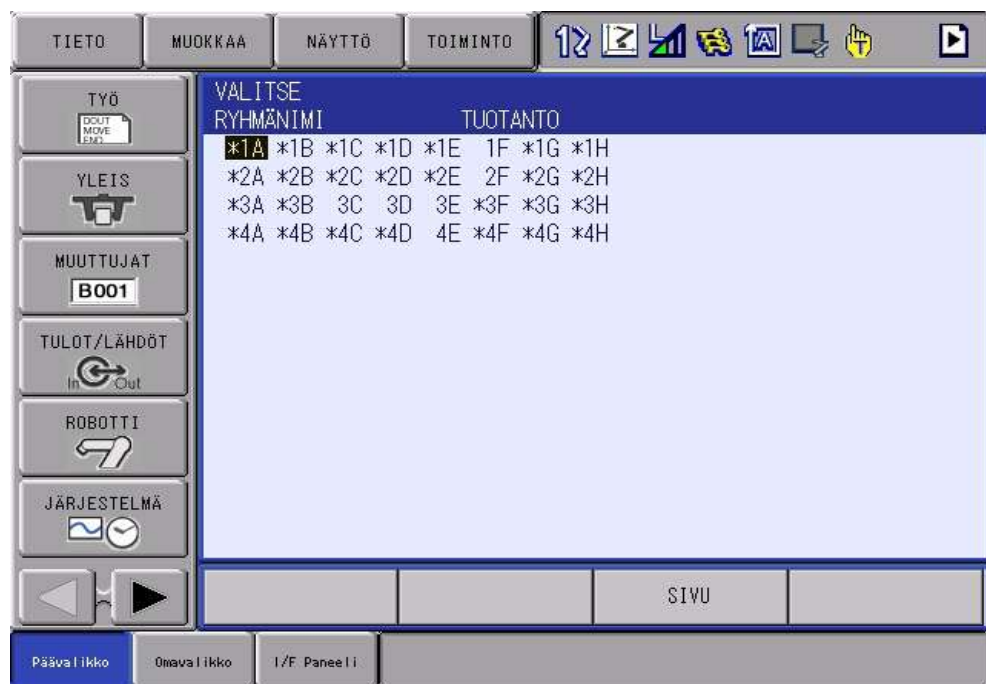 TIETO MUOKKAA NÄYTTÖ TOIMINTO
TYÖ
DOUT
MOVE
END
YLEIS
MUUTTUJAT
B001
TULOT/LÄHDÖT
In Out
ROBOTTI
JÄRJESTELMÄ
VALITSE
RYHMÄNIMI TUOTANTO
*1A *1B *1C *1D *1E 1F *1G *1H
*2A *2B *2C *2D *2E 2F *2G *2H
*3A *3B 3C 3D 3E *3F *3G *3H
*4A *4B *4C *4D 4E *4F *4G *4H
SIVU
Päävalikko Omavalikko I/F Paneeli